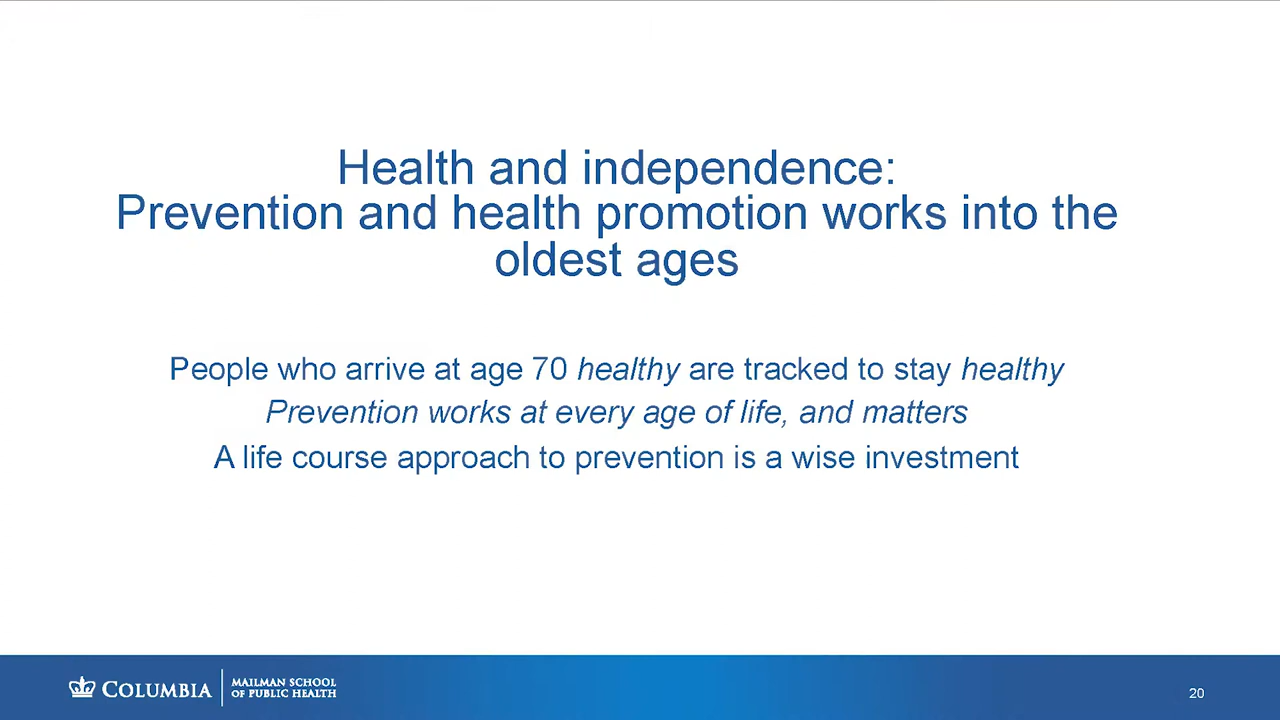 Health and independence:
Prevention and health promotion works into the
oldest ages
People who arrive at age 70 healthy are tracked to stay healthy
Prevention works at every age of life, and matters
A life course approach to prevention is a wise investment
COLUMBIA
MAILMAN SCHOOL
OF PUBLIC HEALTH
20